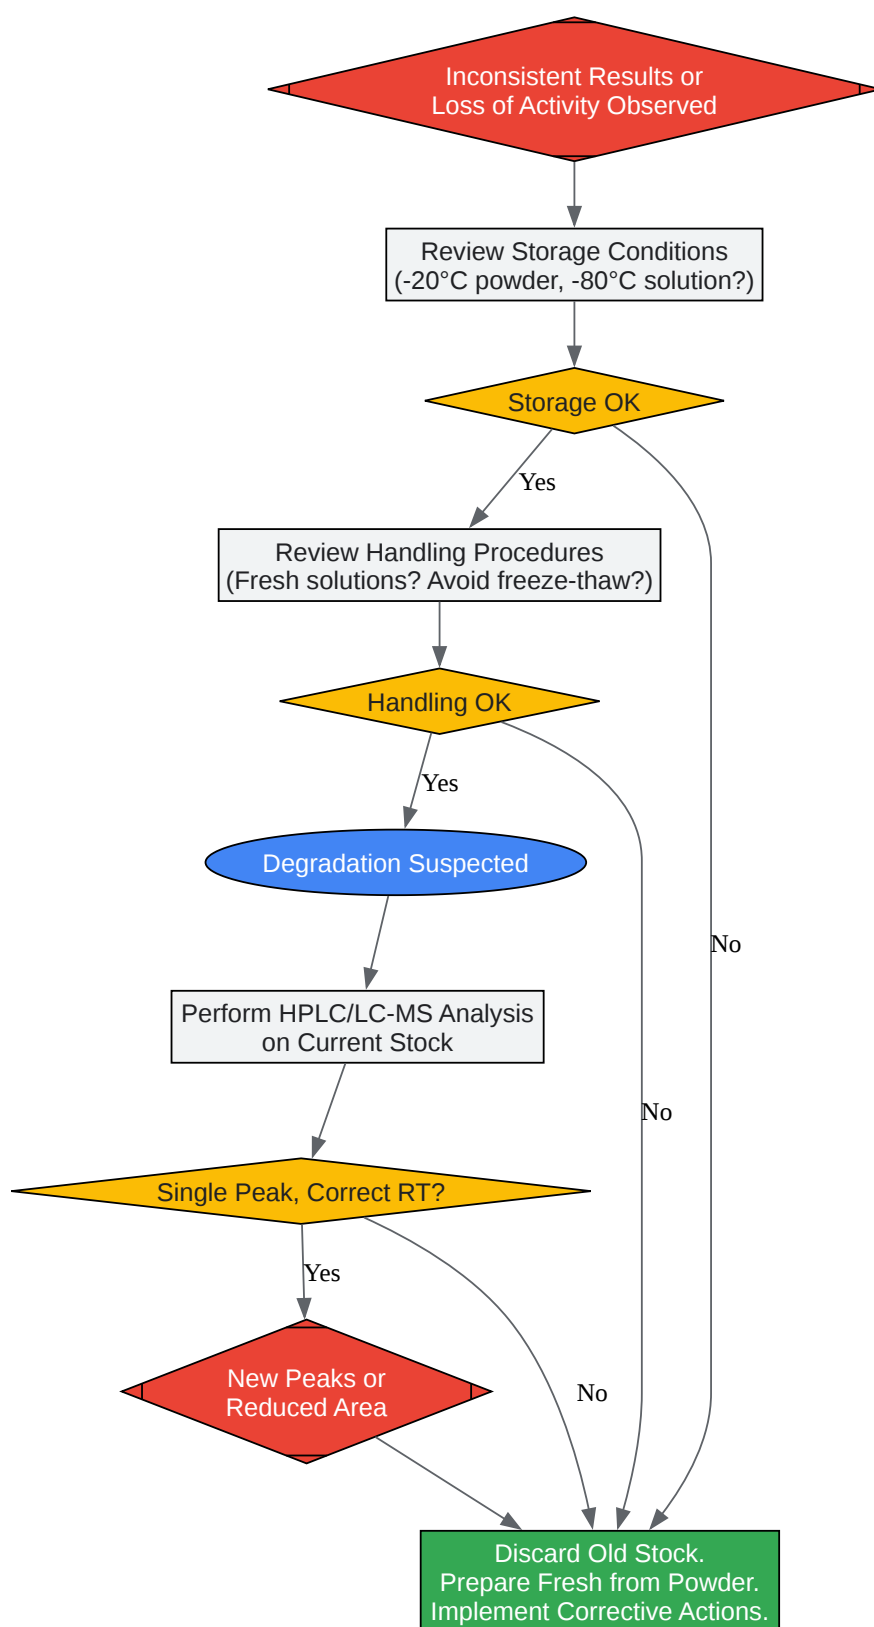 Inconsistent Results or
Loss of Activity Observed
Review Storage Conditions
(-20°C powder, -80°C solution?)
Storage OK
Yes
Review Handling Procedures
(Fresh solutions? Avoid freeze-thaw?)
Handling OK
Yes
Degradation Suspected
No
Perform HPLC/LC-MS Analysis
on Current Stock
No
Single Peak, Correct RT?
Yes
New Peaks or
Reduced Area
No
Discard Old Stock.
Prepare Fresh from Powder.
Implement Corrective Actions.